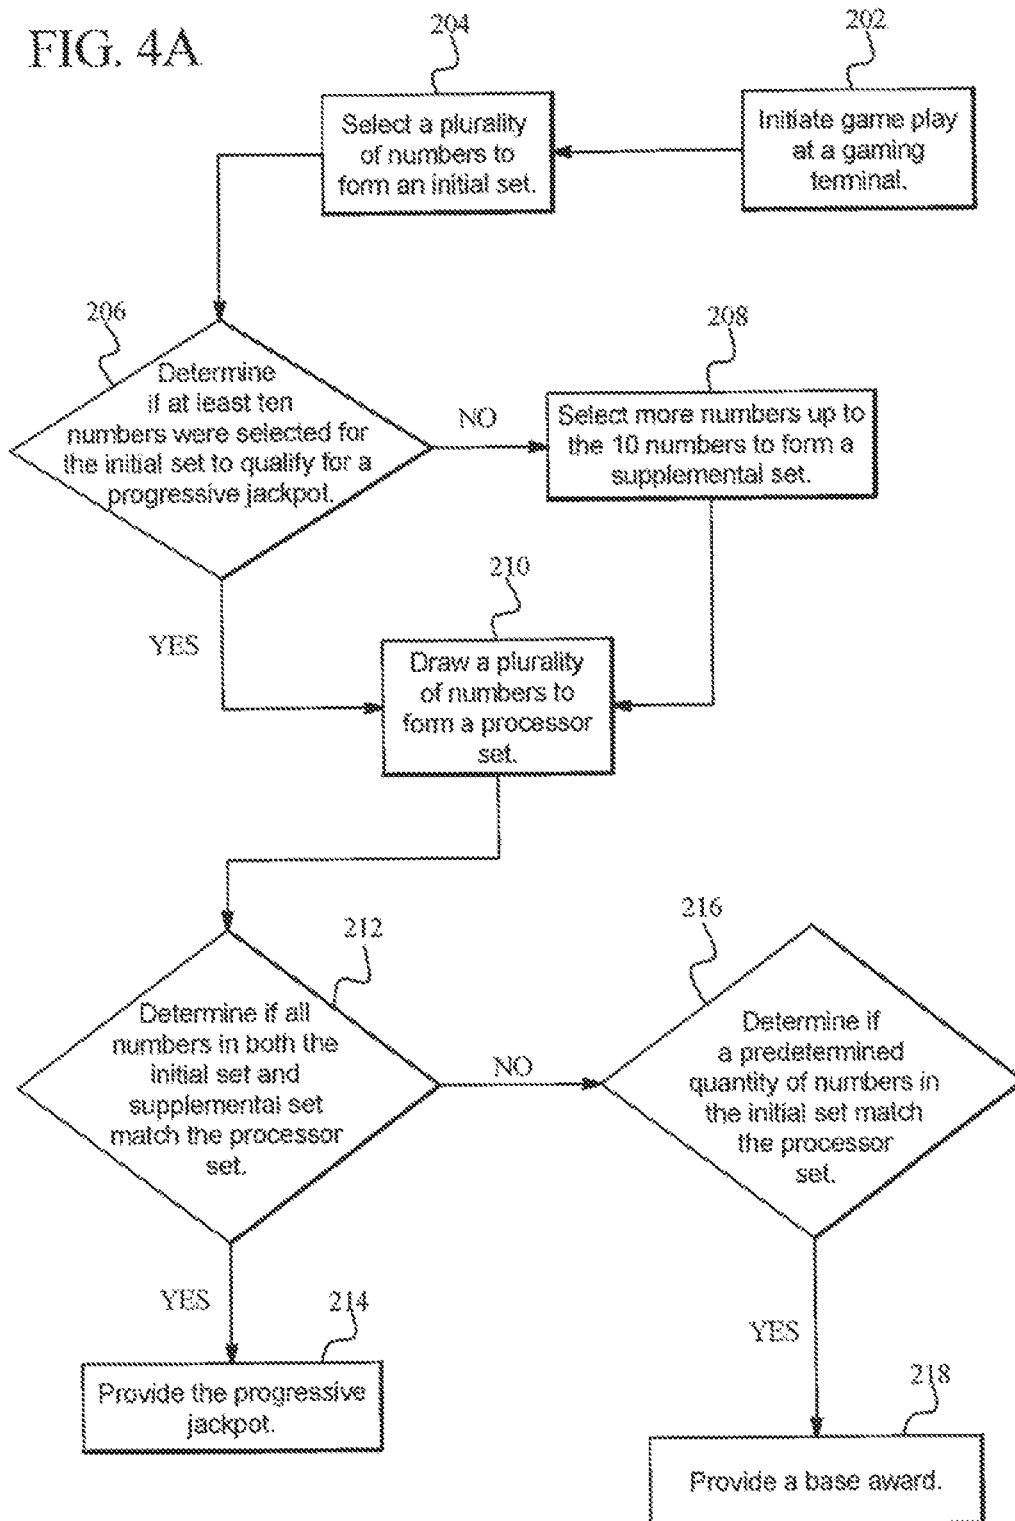 FIG. 4A
204
202
Select a plurality
of numbers to
form an initial set.
Initiate game play
at a gaming
terminal.
206
208
Determine
if at least ten
numbers were selected for
the initial set to qualify for a
progressive jackpot.
NO
Select more numbers up to
the 10 numbers to form a
supplemental set.
210
YES
Draw a plurality
of numbers to
form a processor
set.
212
216
Determine if all
numbers in both the
initial set and
supplemental set
match the processor
set.
NO
Determine if
a predetermined
quantity of numbers in
the initial set match
the processor
set.
YES
214
Provide the progressive
jackpot.
YES
218
Provide a base award.